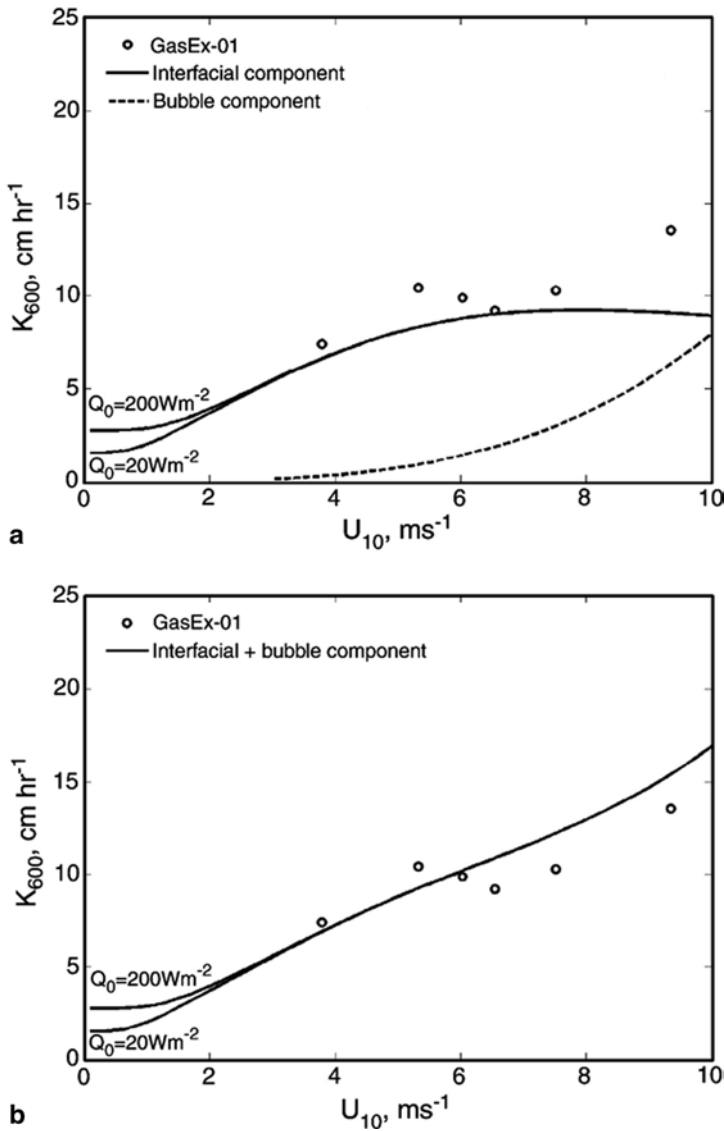 25
20
15
10
5
0
K₆₀₀, cm hr⁻¹
GasEx-01
Interfacial component
Bubble component
Q₀=200Wm⁻²
Q₀=20Wm⁻²
0 2 4 6 8 10
U₁₀, ms⁻¹
a
25
20
15
10
5
0
K₆₀₀, cm hr⁻¹
GasEx-01
Interfacial + bubble component
Q₀=200Wm⁻²
Q₀=20Wm⁻²
0 2 4 6 8 10
U₁₀, ms⁻¹
b